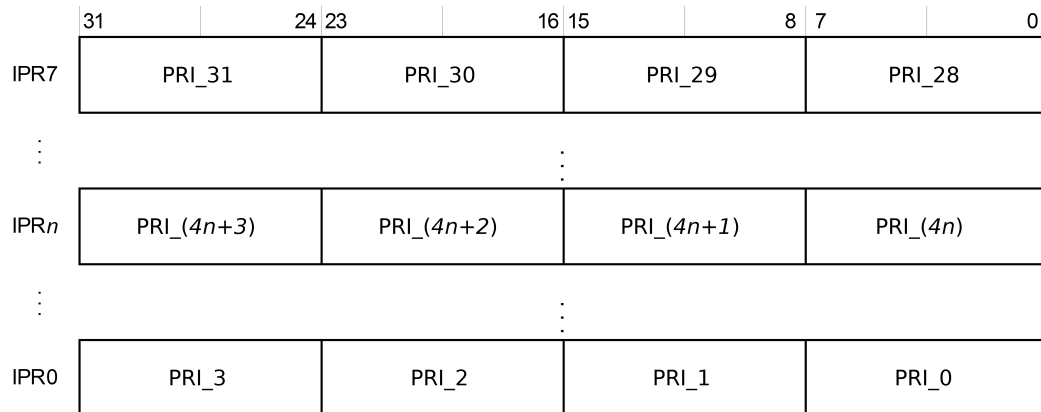 31 24 23 16 15 8 7 0
IPR7 PRI_31 PRI_30 PRI_29 PRI_28
IPRn PRI_(4n+3) PRI_(4n+2) PRI_(4n+1) PRI_(4n)
IPR0 PRI_3 PRI_2 PRI_1 PRI_0